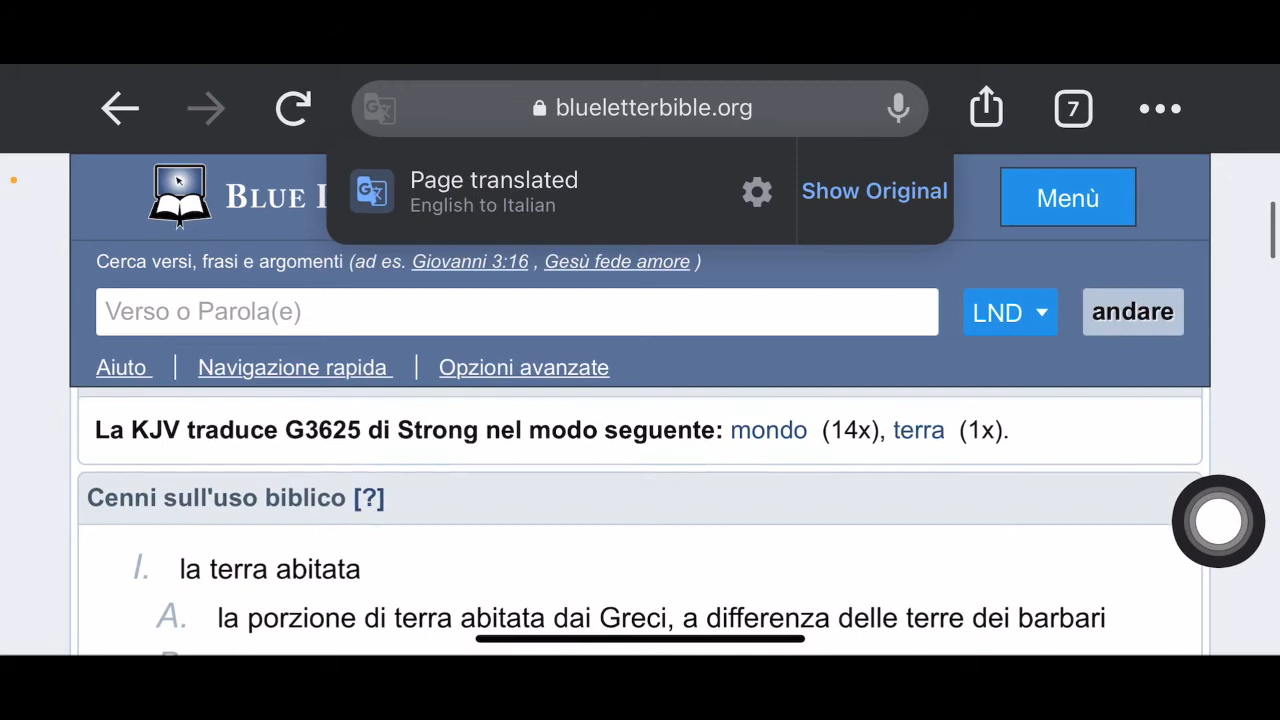 blueletterbible.org
7
Page translated
English to Italian
Show Original
BLUE
Menù
Cerca versi, frasi e argomenti (ad es. Giovanni 3:16 , Gesù fede amore )
Verso o Parola(e)
LND
andare
Aiuto | Navigazione rapida | Opzioni avanzate
La KJV traduce G3625 di Strong nel modo seguente: mondo (14x), terra (1x).
Cenni sull'uso biblico [?]
I. la terra abitata
A. la porzione di terra abitata dai Greci, a differenza delle terre dei barbari